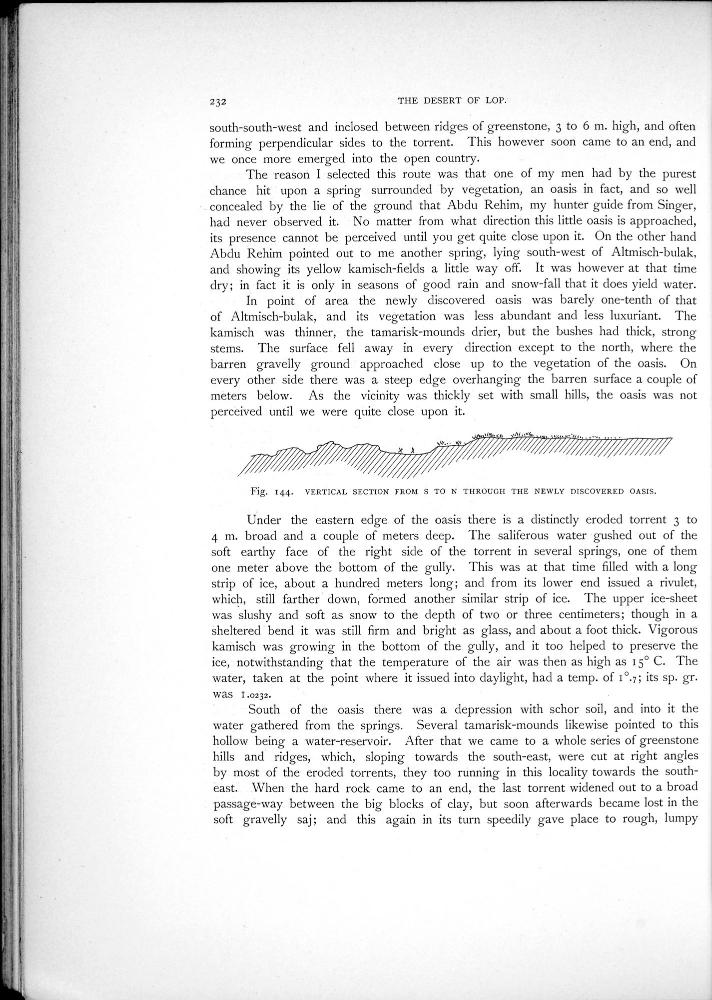 232
THE DESERT OF LOP.
south-south-west and inclosed between ridges of greenstone, 3 to 6 m. high, and often
forming perpendicular sides to the torrent. This however soon came to an end, and
we once more emerged into the open country.
The reason I selected this route was that one of my men had by the purest
chance hit upon a spring surrounded by vegetation, an oasis in fact, and so well
concealed by the lie of the ground that Abdu Rehim, my hunter guide from Singer,
had never observed it. No matter from what direction this little oasis is approached,
its presence cannot be perceived until you get quite close upon it. On the other hand
Abdu Rehim pointed out to me another spring, lying south-west of Altmisch-bulak,
and showing its yellow kamisch-fields a little way off. It was however at that time
dry; in fact it is only in seasons of good rain and snow-fall that it does yield water.
In point of area the newly discovered oasis was barely one-tenth of that
of Altmisch-bulak, and its vegetation was less abundant and less luxuriant. The
kamisch was thinner, the tamarisk-mounds drier, but the bushes had thick, strong
stems. The surface fell away in every direction except to the north, where the
barren gravelly ground approached close up to the vegetation of the oasis. On
every other side there was a steep edge overhanging the barren surface a couple of
meters below. As the vicinity was thickly set with small hills, the oasis was not
perceived until we were quite close upon it.
Fig. 144. VERTICAL SECTION FROM S TO N THROUGH THE NEWLY DISCOVERED OASIS.
Under the eastern edge of the oasis there is a distinctly eroded torrent 3 to
4 m. broad and a couple of meters deep. The saliferous water gushed out of the
soft earthy face of the right side of the torrent in several springs, one of them
one meter above the bottom of the gully. This was at that time filled with a long
strip of ice, about a hundred meters long; and from its lower end issued a rivulet,
which, still farther down, formed another similar strip of ice. The upper ice-sheet
was slushy and soft as snow to the depth of two or three centimeters; though in a
sheltered bend it was still firm and bright as glass, and about a foot thick. Vigorous
kamisch was growing in the bottom of the gully, and it too helped to preserve the
ice, notwithstanding that the temperature of the air was then as high as 15° C. The
water, taken at the point where it issued into daylight, had a temp. of 1°.7; its sp. gr.
was 1.0232.
South of the oasis there was a depression with schor soil, and into it the
water gathered from the springs. Several tamarisk-mounds likewise pointed to this
hollow being a water-reservoir. After that we came to a whole series of greenstone
hills and ridges, which, sloping towards the south-east, were cut at right angles
by most of the eroded torrents, they too running in this locality towards the south-
east. When the hard rock came to an end, the last torrent widened out to a broad
passage-way between the big blocks of clay, but soon afterwards became lost in the
soft gravelly saj; and this again in its turn speedily gave place to rough, lumpy